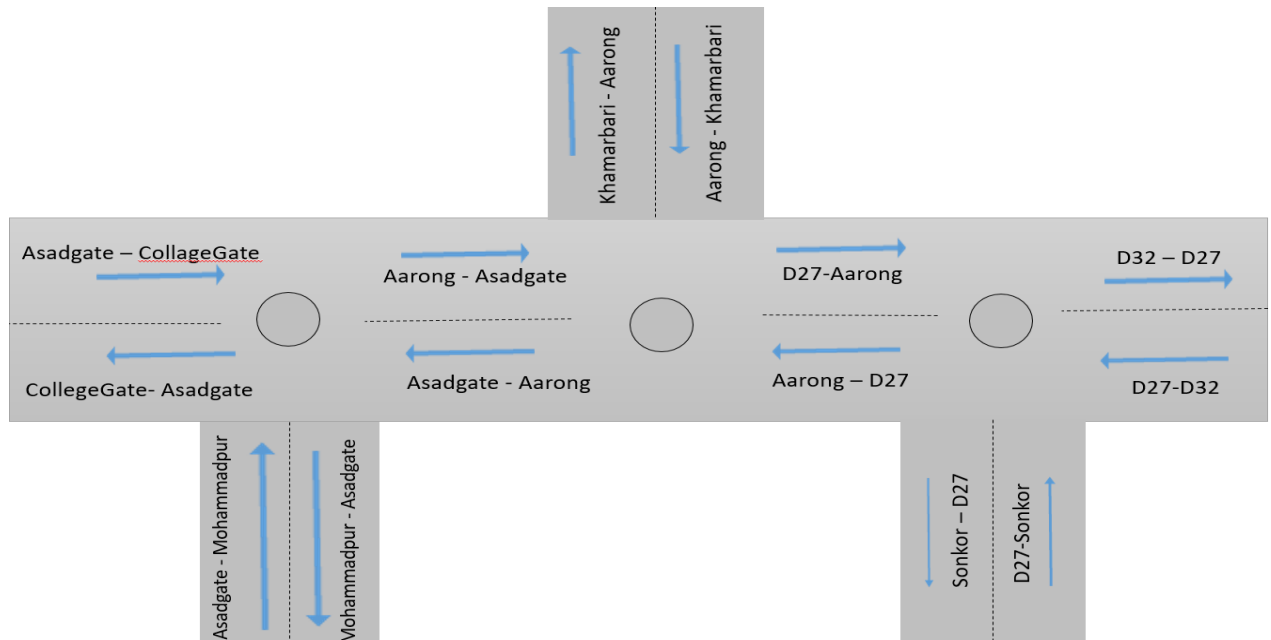 Khamarbari - Aarong
Aarong - Khamarbari
Asadgate – CollageGate
Aarong - Asadgate
D27-Aarong
D32 – D27
CollegeGate- Asadgate
Asadgate - Aarong
Aarong – D27
D27-D32
Asadgate - Mohammadpur
Mohammadpur - Asadgate
Sonkor – D27
D27-Sonkor